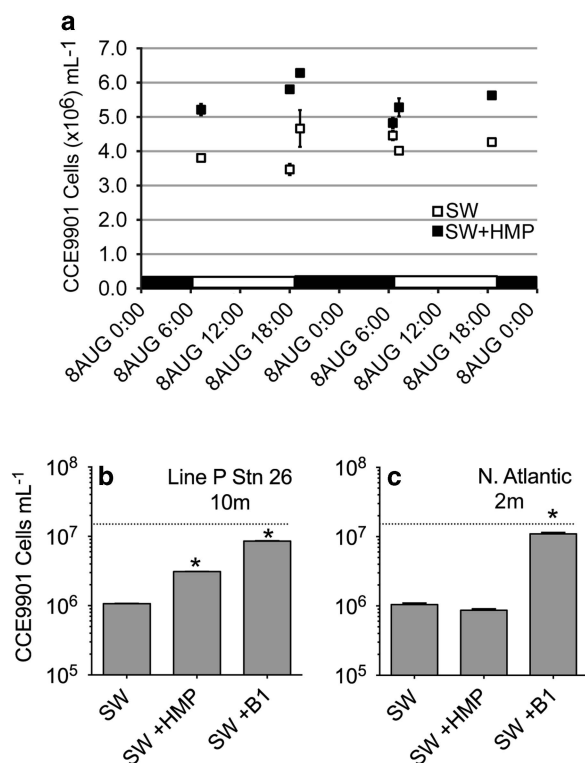 a
7.0
6.0
5.0
4.0
3.0
2.0
1.0
0.0
CCE9901 Cells (x10⁶) mL⁻¹
SW
SW+HMP
8AUG 0:00
8AUG 6:00
8AUG 12:00
8AUG 18:00
8AUG 0:00
8AUG 6:00
8AUG 12:00
8AUG 18:00
8AUG 0:00
b
Line P Stn 26
10m
10⁸
10⁷
10⁶
10⁵
CCE9901 Cells mL⁻¹
*
*
SW
SW +HMP
SW +B1
c
N. Atlantic
2m
10⁸
10⁷
10⁶
10⁵
*
SW
SW +HMP
SW +B1